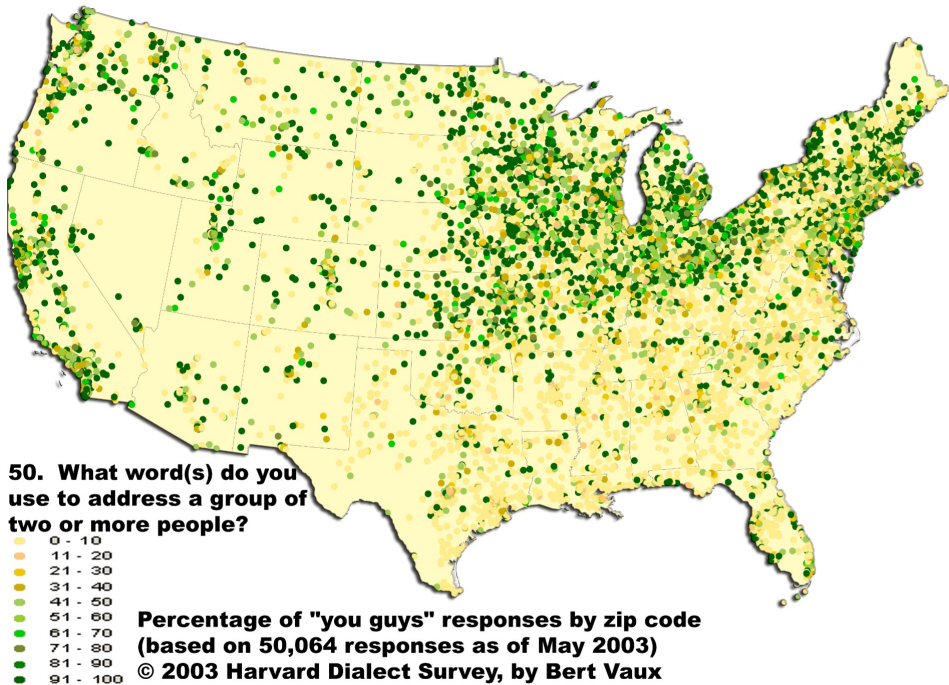 50. What word(s) do you
use to address a group of
two or more people?
0 - 10
11 - 20
21 - 30
31 - 40
41 - 50
51 - 60
61 - 70
71 - 80
81 - 90
91 - 100
Percentage of "you guys" responses by zip code
(based on 50,064 responses as of May 2003)
© 2003 Harvard Dialect Survey, by Bert Vaux